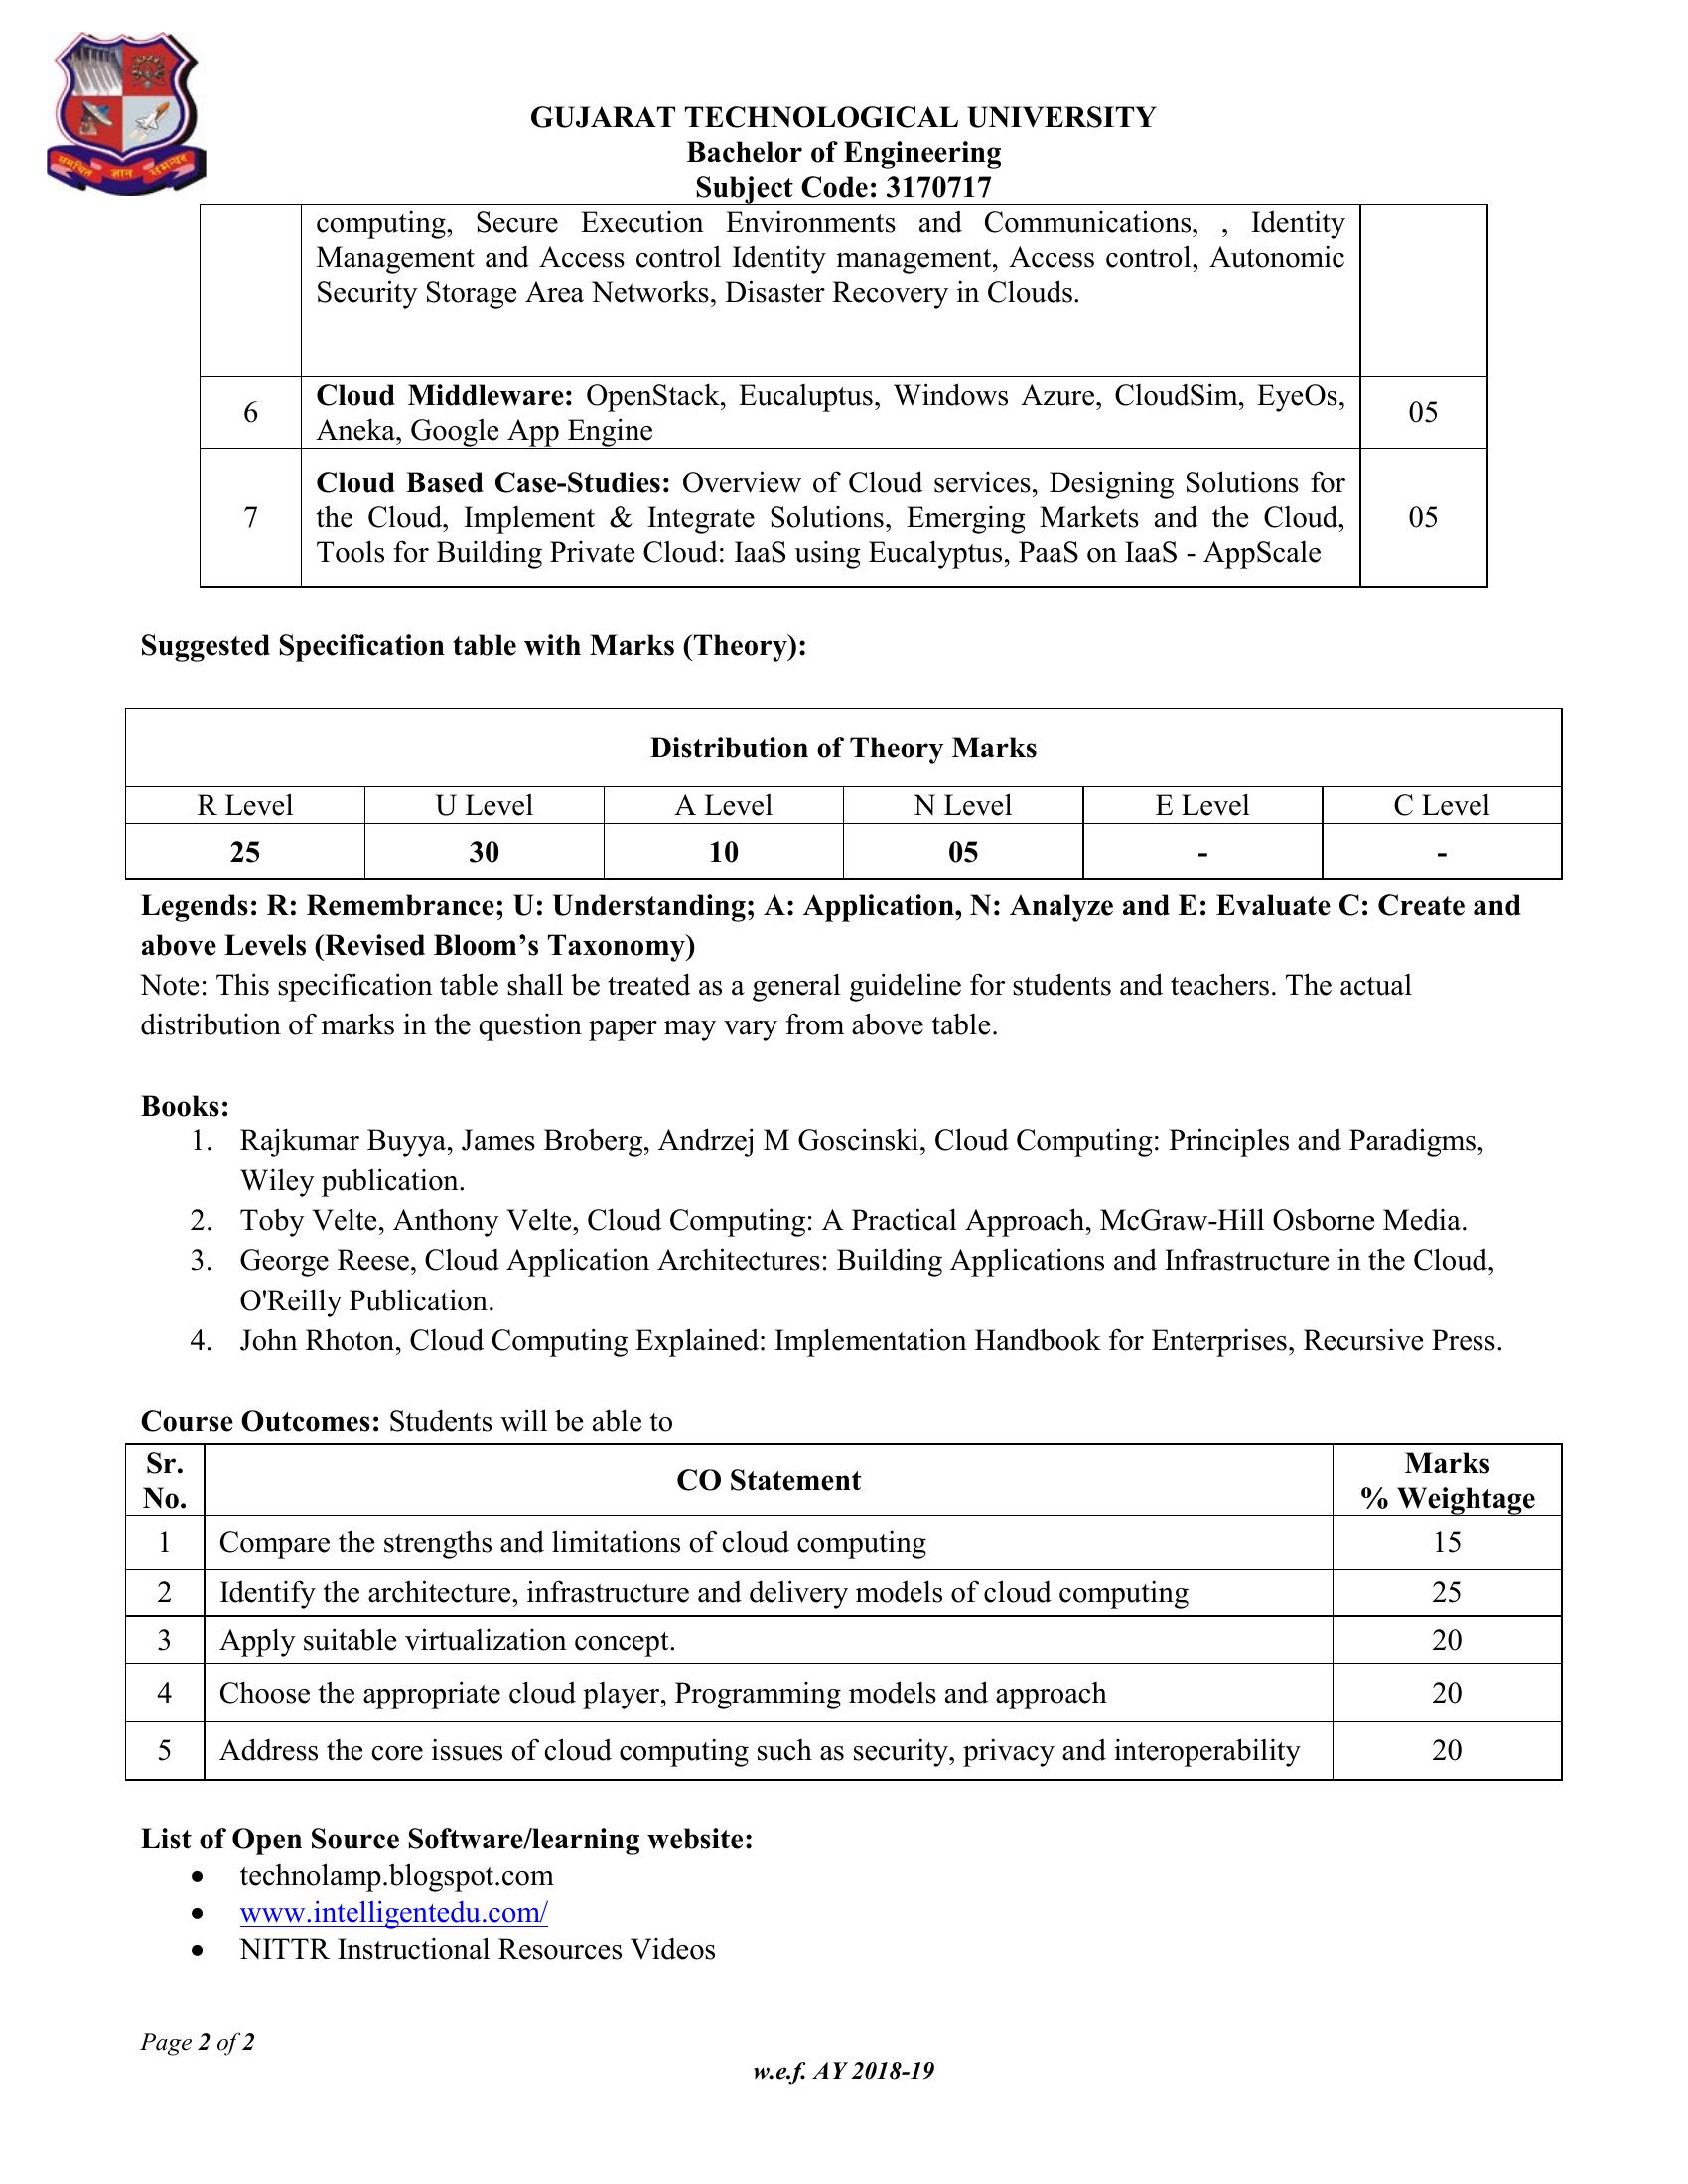 समुचित ज्ञान समन्वय
GUJARAT TECHNOLOGICAL UNIVERSITY
Bachelor of Engineering
Subject Code: 3170717
computing, Secure Execution Environments and Communications, , Identity
Management and Access control Identity management, Access control, Autonomic
Security Storage Area Networks, Disaster Recovery in Clouds.
6 Cloud Middleware: OpenStack, Eucaluptus, Windows Azure, CloudSim, EyeOs, 05
Aneka, Google App Engine
Cloud Based Case-Studies: Overview of Cloud services, Designing Solutions for
7 the Cloud, Implement & Integrate Solutions, Emerging Markets and the Cloud, 05
Tools for Building Private Cloud: IaaS using Eucalyptus, PaaS on IaaS - AppScale
Suggested Specification table with Marks (Theory):
Distribution of Theory Marks
R Level U Level A Level N Level E Level C Level
25 30 10 05 - -
Legends: R: Remembrance; U: Understanding; A: Application, N: Analyze and E: Evaluate C: Create and
above Levels (Revised Bloom’s Taxonomy)
Note: This specification table shall be treated as a general guideline for students and teachers. The actual
distribution of marks in the question paper may vary from above table.
Books:
1. Rajkumar Buyya, James Broberg, Andrzej M Goscinski, Cloud Computing: Principles and Paradigms,
Wiley publication.
2. Toby Velte, Anthony Velte, Cloud Computing: A Practical Approach, McGraw-Hill Osborne Media.
3. George Reese, Cloud Application Architectures: Building Applications and Infrastructure in the Cloud,
O'Reilly Publication.
4. John Rhoton, Cloud Computing Explained: Implementation Handbook for Enterprises, Recursive Press.
Course Outcomes: Students will be able to
Sr. No. CO Statement Marks % Weightage
1 Compare the strengths and limitations of cloud computing 15
2 Identify the architecture, infrastructure and delivery models of cloud computing 25
3 Apply suitable virtualization concept. 20
4 Choose the appropriate cloud player, Programming models and approach 20
5 Address the core issues of cloud computing such as security, privacy and interoperability 20
List of Open Source Software/learning website:
• technolamp.blogspot.com
• www.intelligentedu.com/
• NITTR Instructional Resources Videos
Page 2 of 2
w.e.f. AY 2018-19